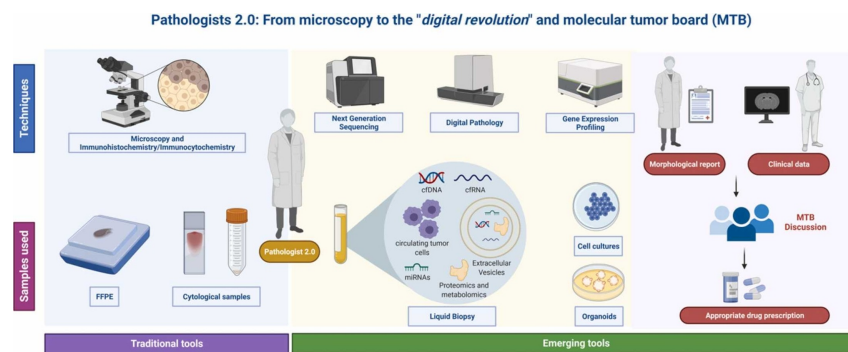 Pathologists 2.0: From microscopy to the "digital revolution" and molecular tumor board (MTB)
Techniques
Microscopy and
Immunohistochemistry/Immunocytochemistry
Next Generation
Sequencing
Digital Pathology
Gene Expression
Profiling
Morphological report
Clinical data
MTB
Discussion
Appropriate drug prescription
Samples used
FFPE
Cytological samples
Pathologist 2.0
cfDNA
cfRNA
circulating tumor
cells
Extracellular
Vesicles
miRNAs
Proteomics and
metabolomics
Liquid Biopsy
Cell cultures
Organoids
Traditional tools
Emerging tools